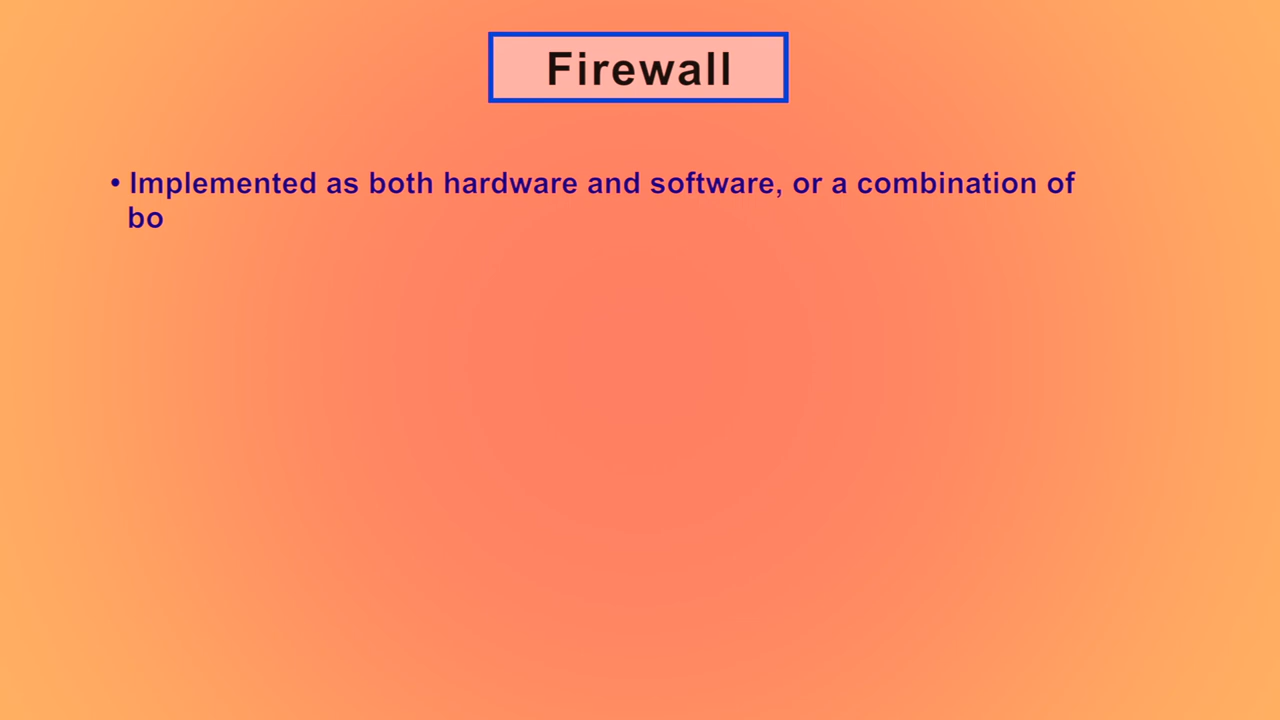 Firewall
• Implemented as both hardware and software, or a combination of
bo